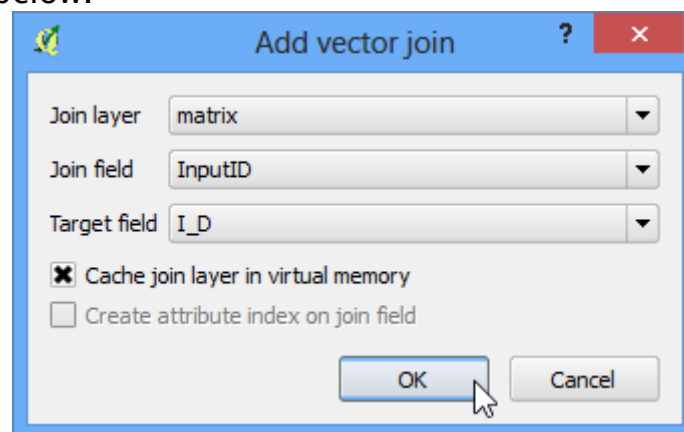 below.
Add vector join ? ×
Join layer matrix
Join field InputID
Target field I_D
Cache join layer in virtual memory
Create attribute index on join field
OK Cancel